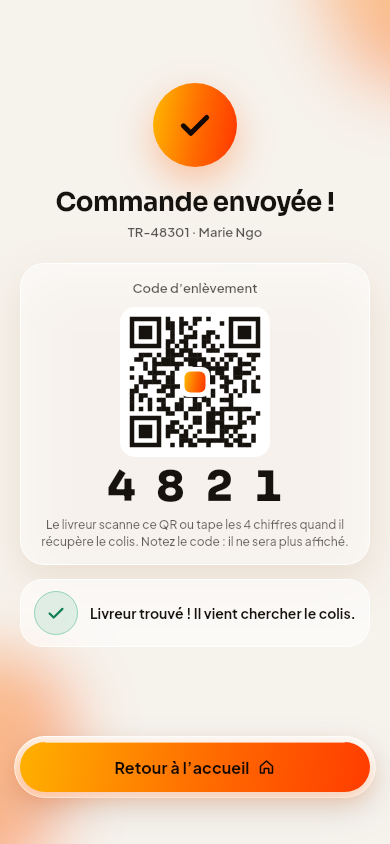 Commande envoyée !
TR-48301 · Marie Ngo
Code d’enlèvement
4 8 2 1
Le livreur scanne ce QR ou tape les 4 chiffres quand il
récupère le colis. Notez le code : il ne sera plus affiché.
Livreur trouvé ! Il vient chercher le colis.
Retour à l’accueil